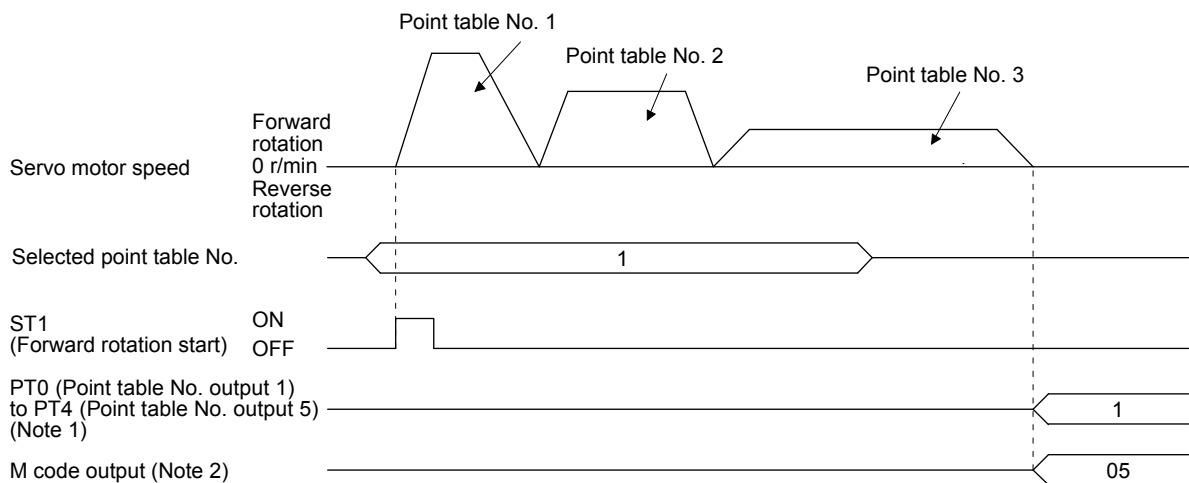 Point table No. 1
Point table No. 2
Point table No. 3
Servo motor speed
Forward
rotation
0 r/min
Reverse
rotation
Selected point table No.
1
ST1
(Forward rotation start)
ON
OFF
PT0 (Point table No. output 1)
to PT4 (Point table No. output 5)
(Note 1)
1
M code output (Note 2)
05